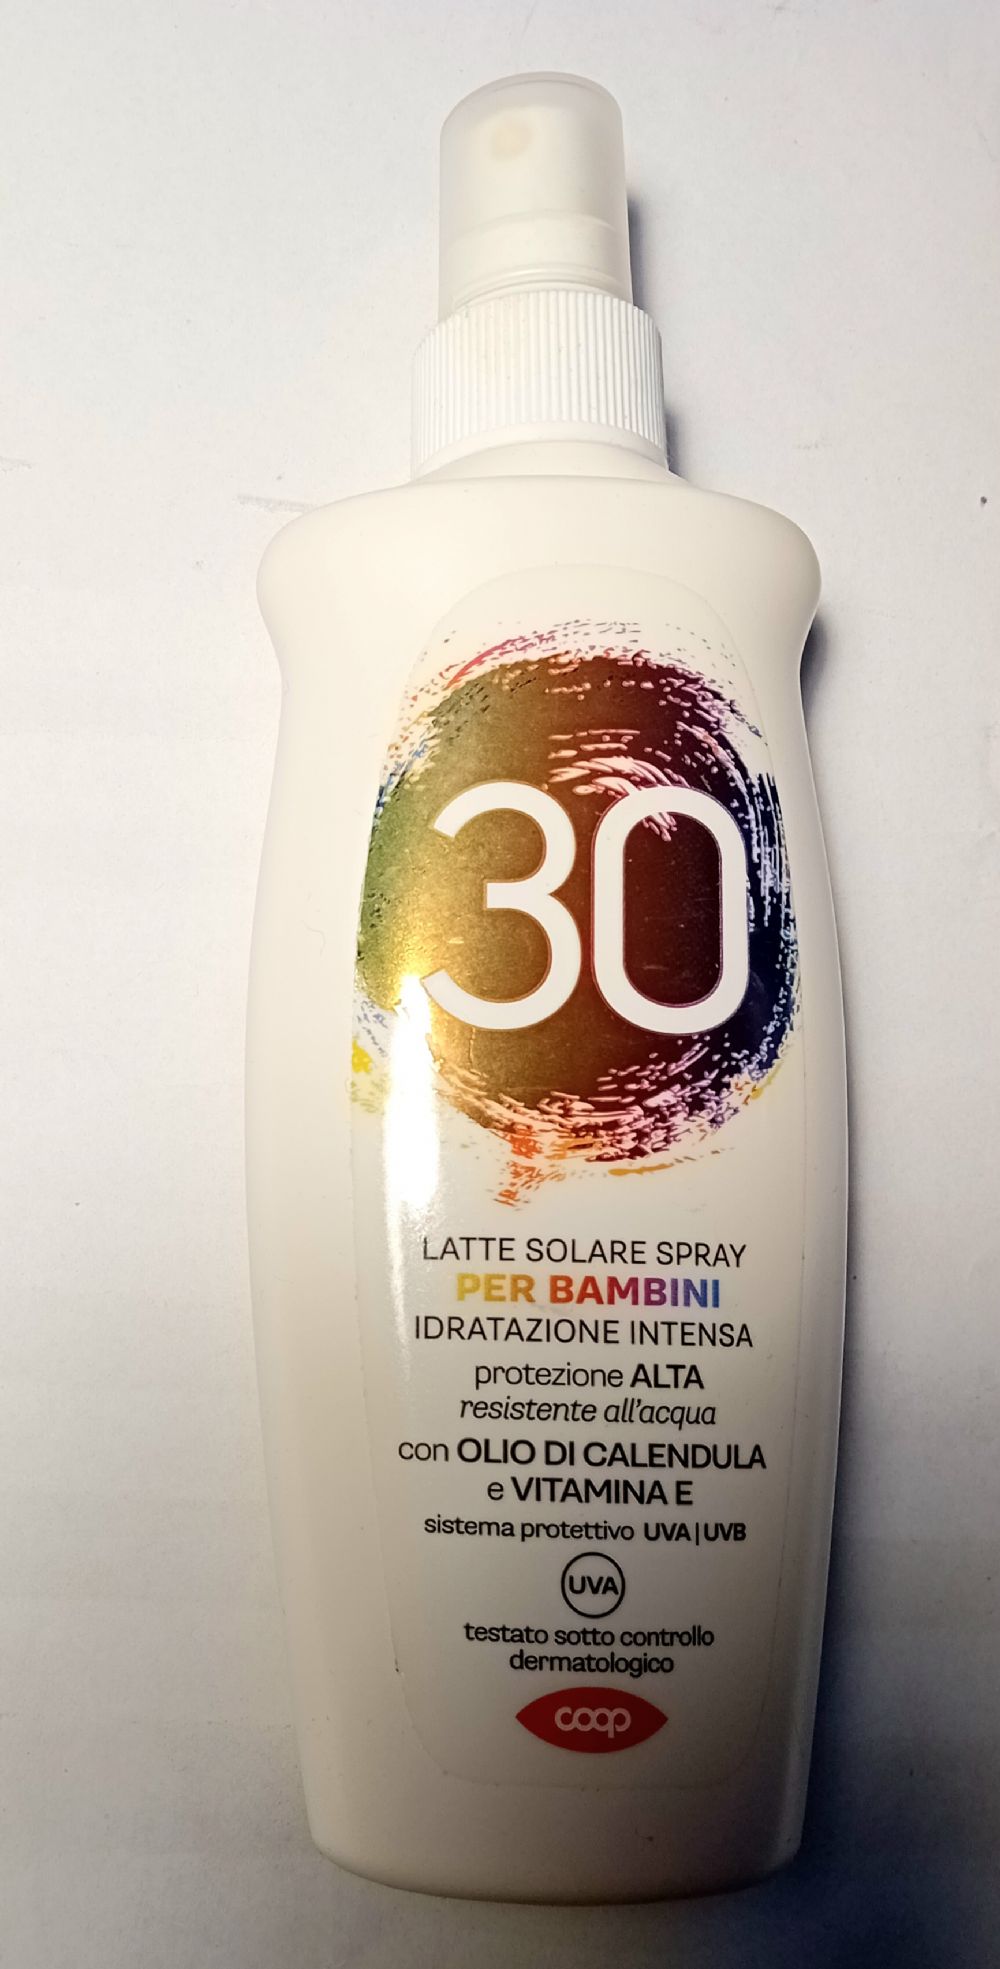 30
LATTE SOLARE SPRAY
PER BAMBINI
IDRATAZIONE INTENSA
protezione ALTA
resistente all'acqua
con OLIO DI CALENDULA
e VITAMINA E
sistema protettivo UVA|UVB
UVA
testato sotto controllo
dermatologico
coop